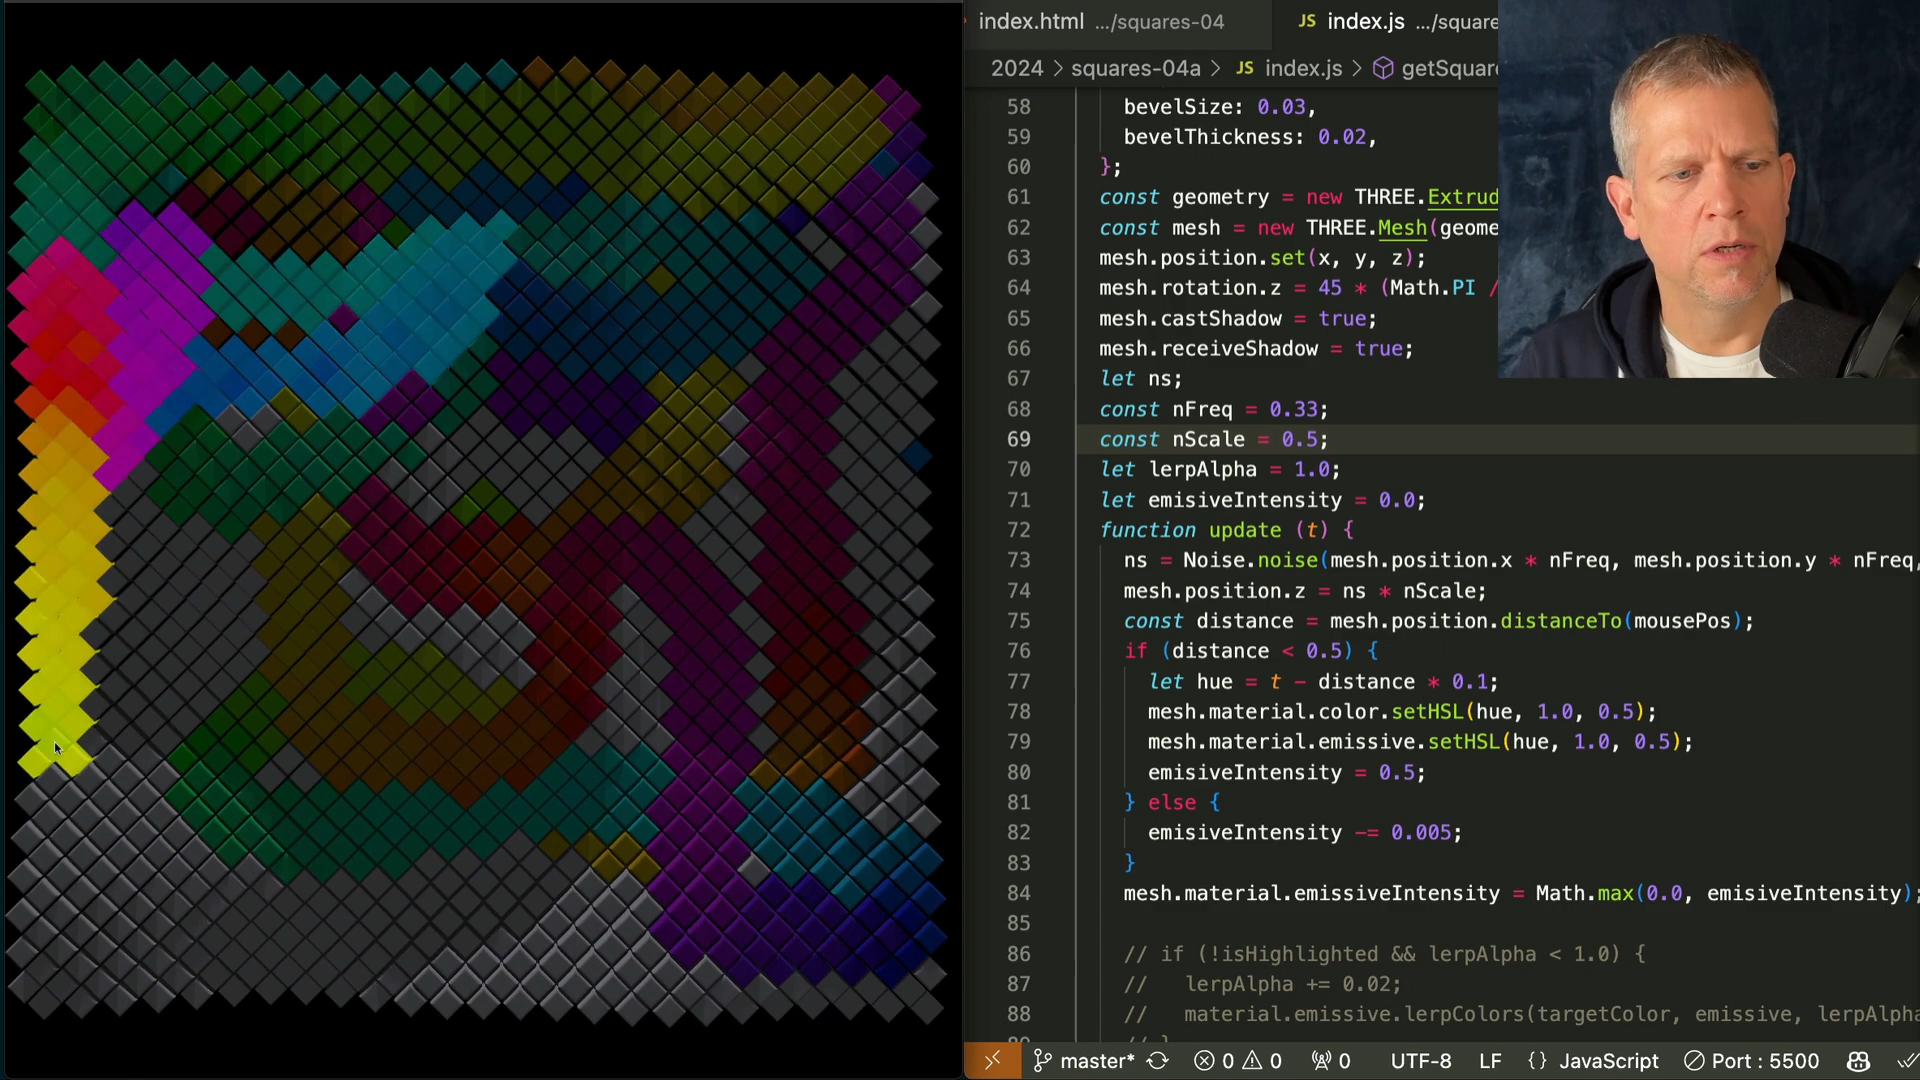 index.html .../squares-04
JS index.js .../square
2024 > squares-04a > JS index.js > getSquar
58 bevelSize: 0.03,
59 bevelThickness: 0.02,
60 };
61 const geometry = new THREE.Extrud
62 const mesh = new THREE.Mesh(geome
63 mesh.position.set(x, y, z);
64 mesh.rotation.z = 45 * (Math.PI /
65 mesh.castShadow = true;
66 mesh.receiveShadow = true;
67 let ns;
68 const nFreq = 0.33;
69 const nScale = 0.5;
70 let lerpAlpha = 1.0;
71 let emisiveIntensity = 0.0;
72 function update (t) {
73 ns = Noise.noise(mesh.position.x * nFreq, mesh.position.y * nFreq,
74 mesh.position.z = ns * nScale;
75 const distance = mesh.position.distanceTo(mousePos);
76 if (distance < 0.5) {
77 let hue = t - distance * 0.1;
78 mesh.material.color.setHSL(hue, 1.0, 0.5);
79 mesh.material.emissive.setHSL(hue, 1.0, 0.5);
80 emisiveIntensity = 0.5;
81 } else {
82 emisiveIntensity -= 0.005;
83 }
84 mesh.material.emissiveIntensity = Math.max(0.0, emisiveIntensity);
85
86 // if (!isHighlighted && lerpAlpha < 1.0) {
87 // lerpAlpha += 0.02;
88 // material.emissive.lerpColors(targetColor, emissive, lerpAlpha
master* 0 0 0 UTF-8 LF {} JavaScript Port : 5500